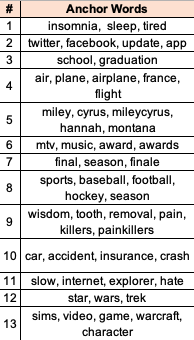 # Anchor Words
1 insomnia, sleep, tired
2 twitter, facebook, update, app
3 school, graduation
4 air, plane, airplane, france,
flight
5 miley, cyrus, mileycyrus,
hannah, montana
6 mtv, music, award, awards
7 final, season, finale
8 sports, baseball, football,
hockey, season
9 wisdom, tooth, removal, pain,
killers, painkillers
10 car, accident, insurance, crash
11 slow, internet, explorer, hate
12 star, wars, trek
13 sims, video, game, warcraft,
character